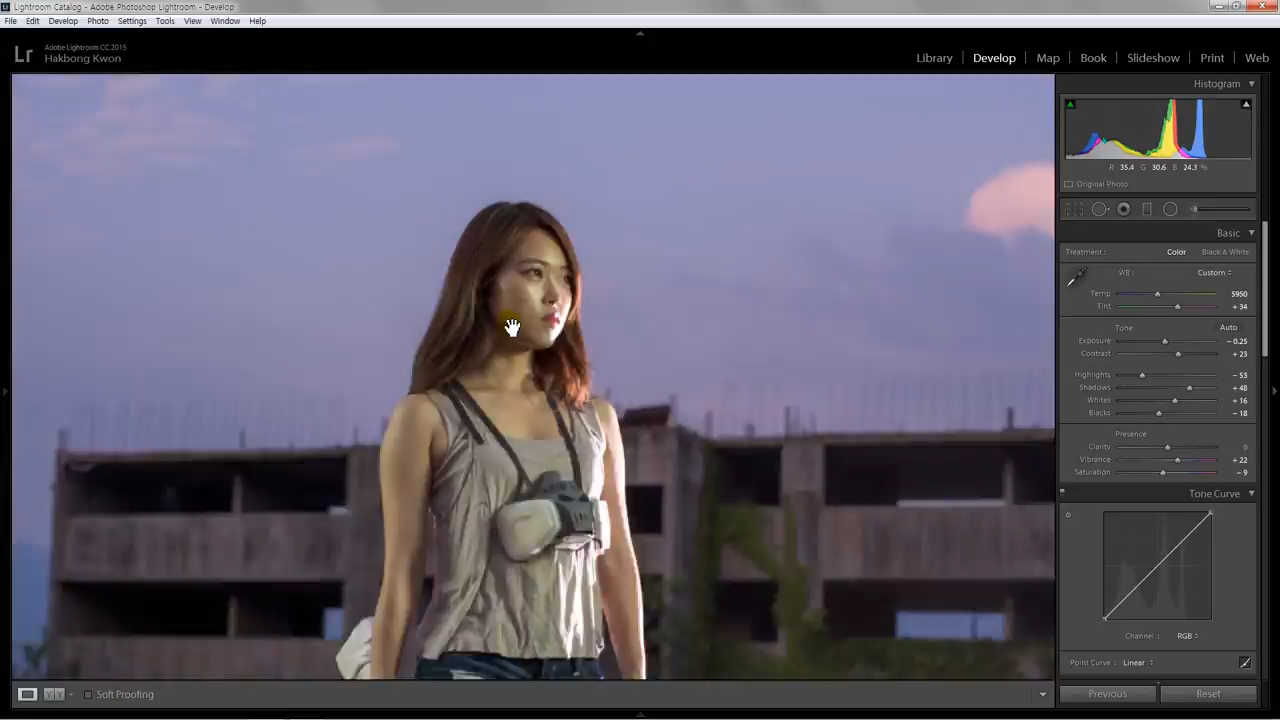 Lightroom Catalog - Adobe Photoshop Lightroom - Develop
File Edit Develop Photo Settings Tools View Window Help
Lr
Adobe Lightroom CC 2015
Hakbong Kwon
Library | Develop | Map | Book | Slideshow | Print | Web
Histogram
R 35.4 G 30.6 B 24.3 %
Original Photo
Basic
Treatment : Color Black & White
WB : Custom
Temp 5950
Tint + 34
Tone Auto
Exposure − 0.25
Contrast + 23
Highlights − 53
Shadows + 48
Whites + 16
Blacks − 18
Presence
Clarity 0
Vibrance + 22
Saturation − 9
Tone Curve
Channel : RGB
Point Curve : Linear
Y Y Soft Proofing
Previous Reset